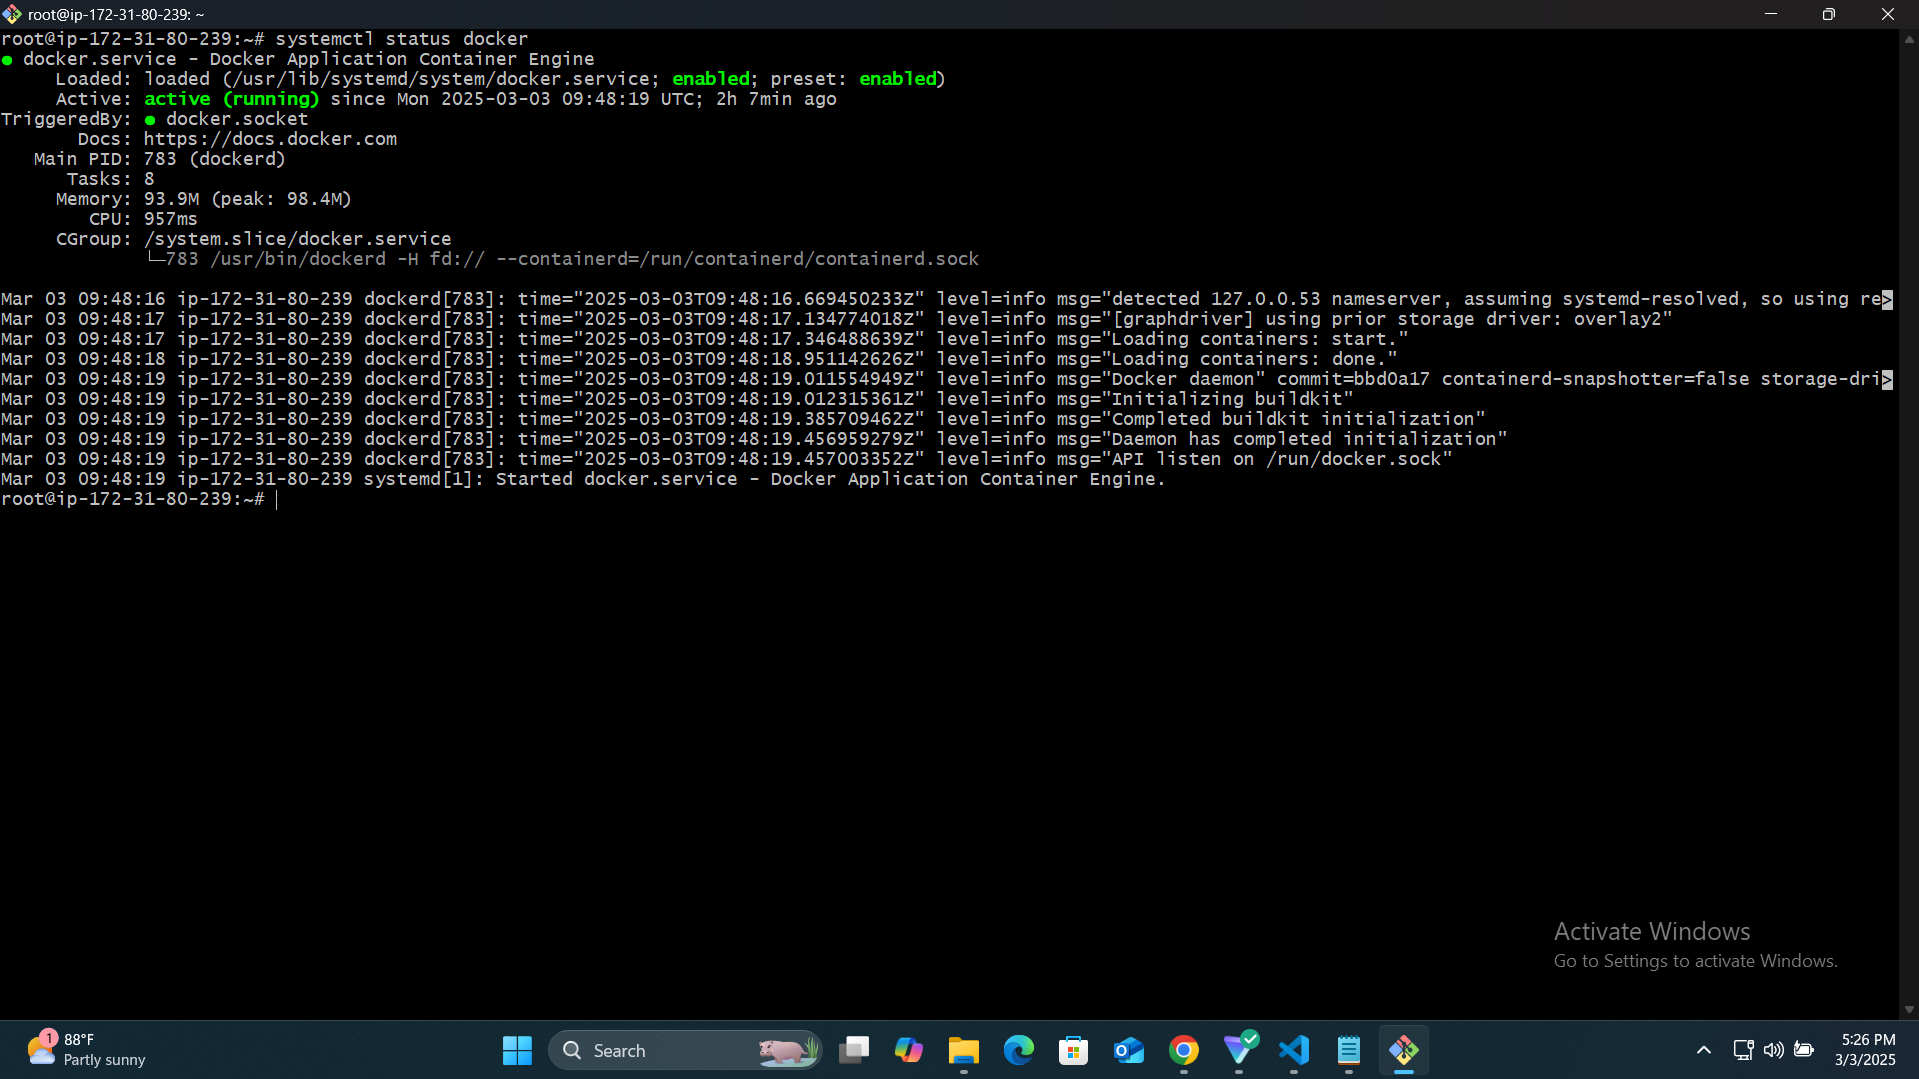 root@ip-172-31-80-239: ~
root@ip-172-31-80-239:~# systemctl status docker
● docker.service - Docker Application Container Engine
     Loaded: loaded (/usr/lib/systemd/system/docker.service; enabled; preset: enabled)
     Active: active (running) since Mon 2025-03-03 09:48:19 UTC; 2h 7min ago
TriggeredBy: ● docker.socket
       Docs: https://docs.docker.com
   Main PID: 783 (dockerd)
      Tasks: 8
     Memory: 93.9M (peak: 98.4M)
        CPU: 957ms
     CGroup: /system.slice/docker.service
             └─783 /usr/bin/dockerd -H fd:// --containerd=/run/containerd/containerd.sock
Mar 03 09:48:16 ip-172-31-80-239 dockerd[783]: time="2025-03-03T09:48:16.669450233Z" level=info msg="detected 127.0.0.53 nameserver, assuming systemd-resolved, so using re>
Mar 03 09:48:17 ip-172-31-80-239 dockerd[783]: time="2025-03-03T09:48:17.134774018Z" level=info msg="[graphdriver] using prior storage driver: overlay2"
Mar 03 09:48:17 ip-172-31-80-239 dockerd[783]: time="2025-03-03T09:48:17.346488639Z" level=info msg="Loading containers: start."
Mar 03 09:48:18 ip-172-31-80-239 dockerd[783]: time="2025-03-03T09:48:18.951142626Z" level=info msg="Loading containers: done."
Mar 03 09:48:19 ip-172-31-80-239 dockerd[783]: time="2025-03-03T09:48:19.011554949Z" level=info msg="Docker daemon" commit=bbd0a17 containerd-snapshotter=false storage-dri>
Mar 03 09:48:19 ip-172-31-80-239 dockerd[783]: time="2025-03-03T09:48:19.012315361Z" level=info msg="Initializing buildkit"
Mar 03 09:48:19 ip-172-31-80-239 dockerd[783]: time="2025-03-03T09:48:19.385709462Z" level=info msg="Completed buildkit initialization"
Mar 03 09:48:19 ip-172-31-80-239 dockerd[783]: time="2025-03-03T09:48:19.456959279Z" level=info msg="Daemon has completed initialization"
Mar 03 09:48:19 ip-172-31-80-239 dockerd[783]: time="2025-03-03T09:48:19.457003352Z" level=info msg="API listen on /run/docker.sock"
Mar 03 09:48:19 ip-172-31-80-239 systemd[1]: Started docker.service - Docker Application Container Engine.
root@ip-172-31-80-239:~#
Activate Windows
Go to Settings to activate Windows.
1
88°F
Partly sunny
Search
5:26 PM
3/3/2025